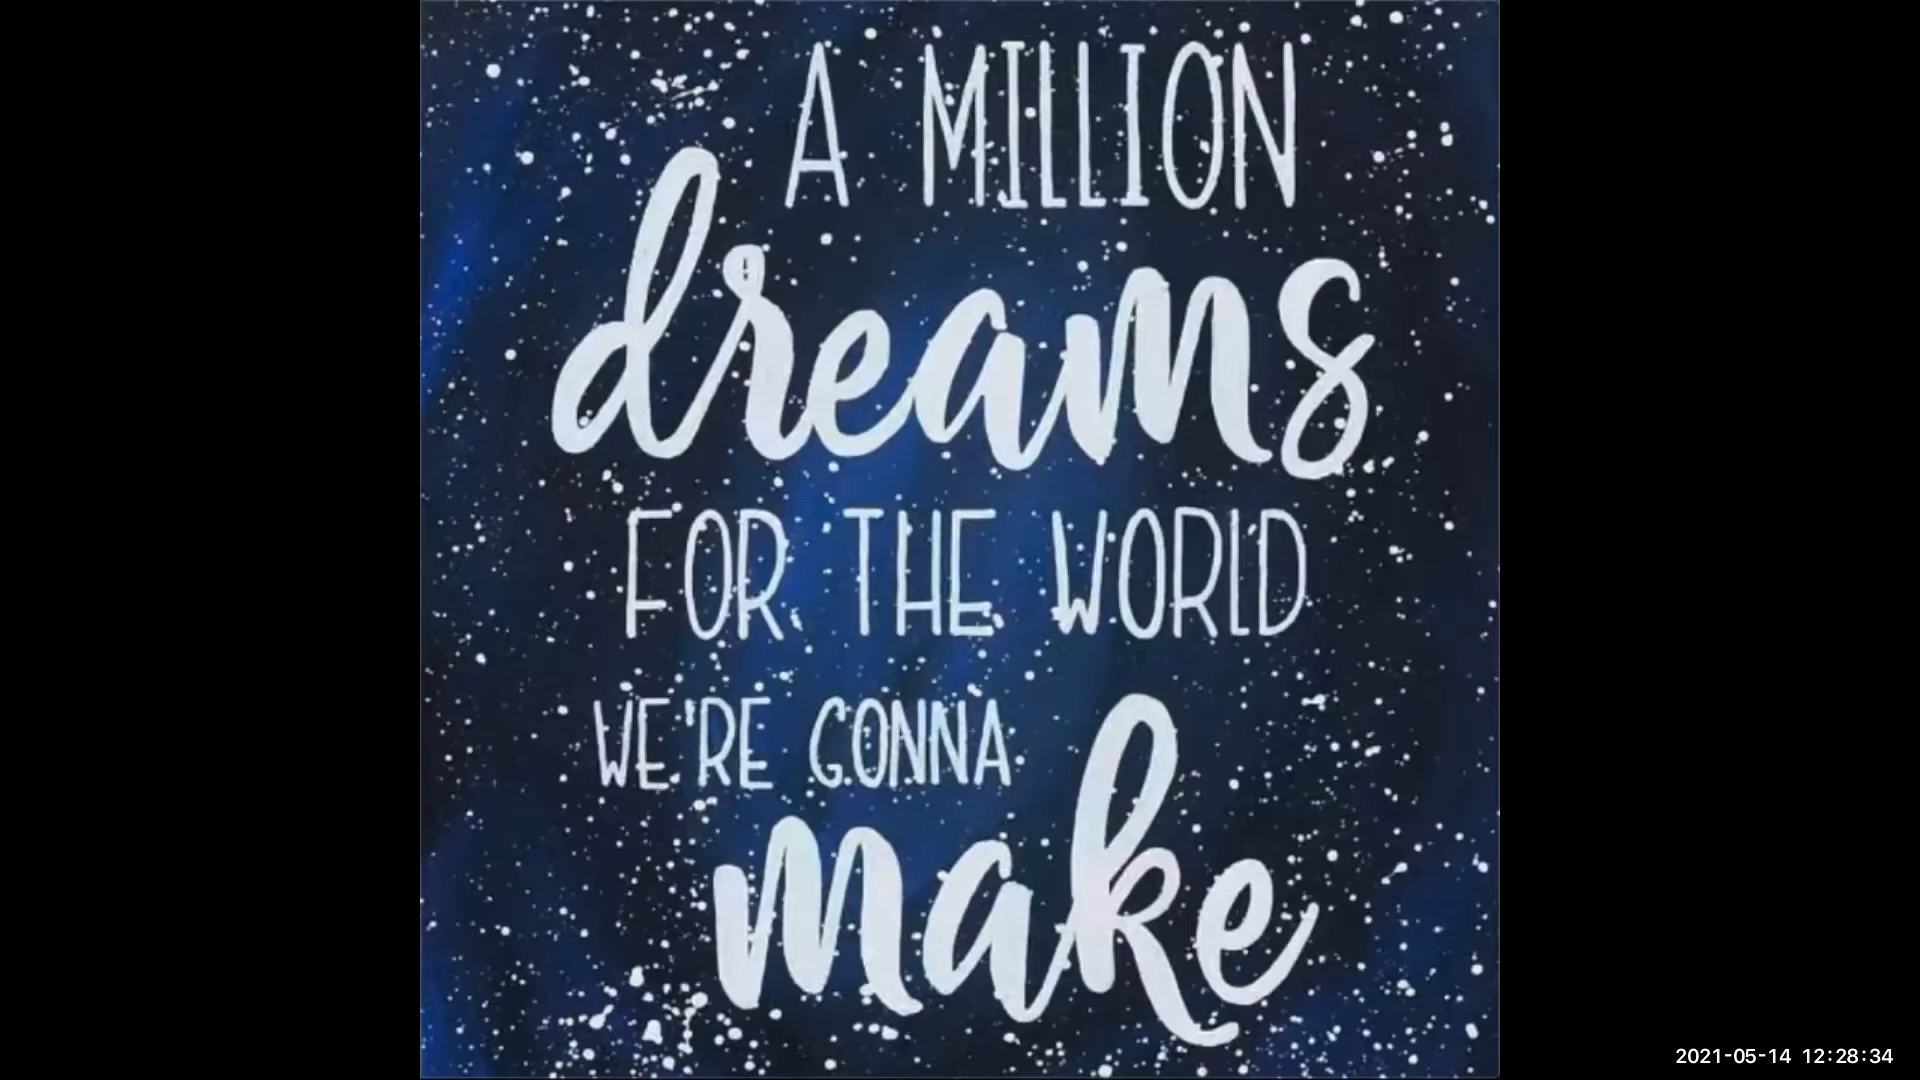 A MILLION
dreams
FOR THE WORLD
WE'RE GONNA
make
2021-05-14 12:28:34